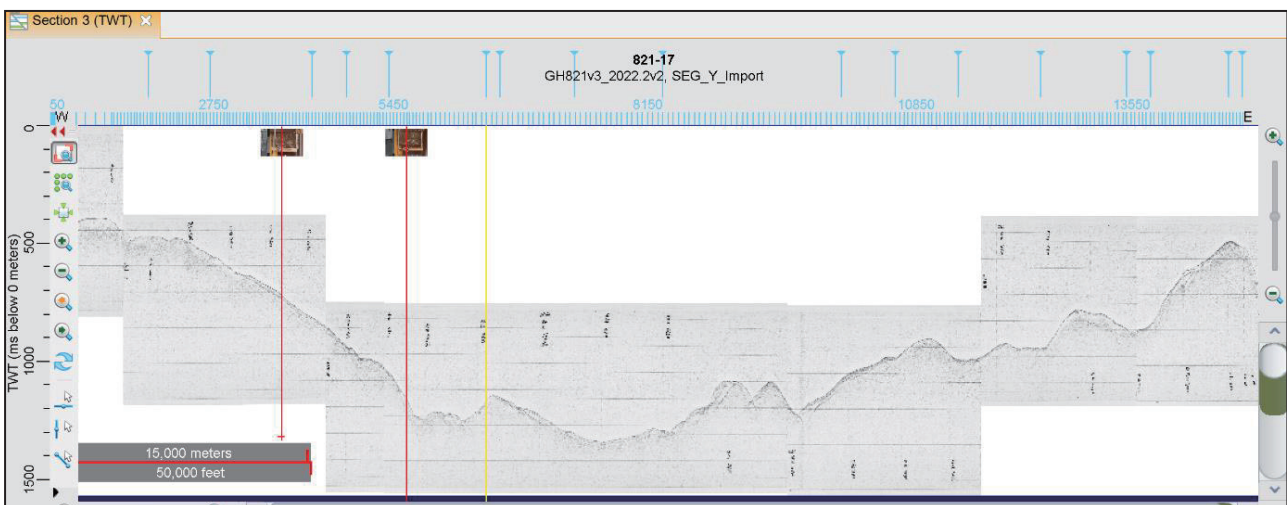 Section 3 (TWT)
821-17
GH821v3_2022.2v2, SEG_Y_Import
50 2750 5450 8150 10850 13550
W E
TWT (ms below 0 meters)
0
500
1000
1500
15,000 meters
50,000 feet